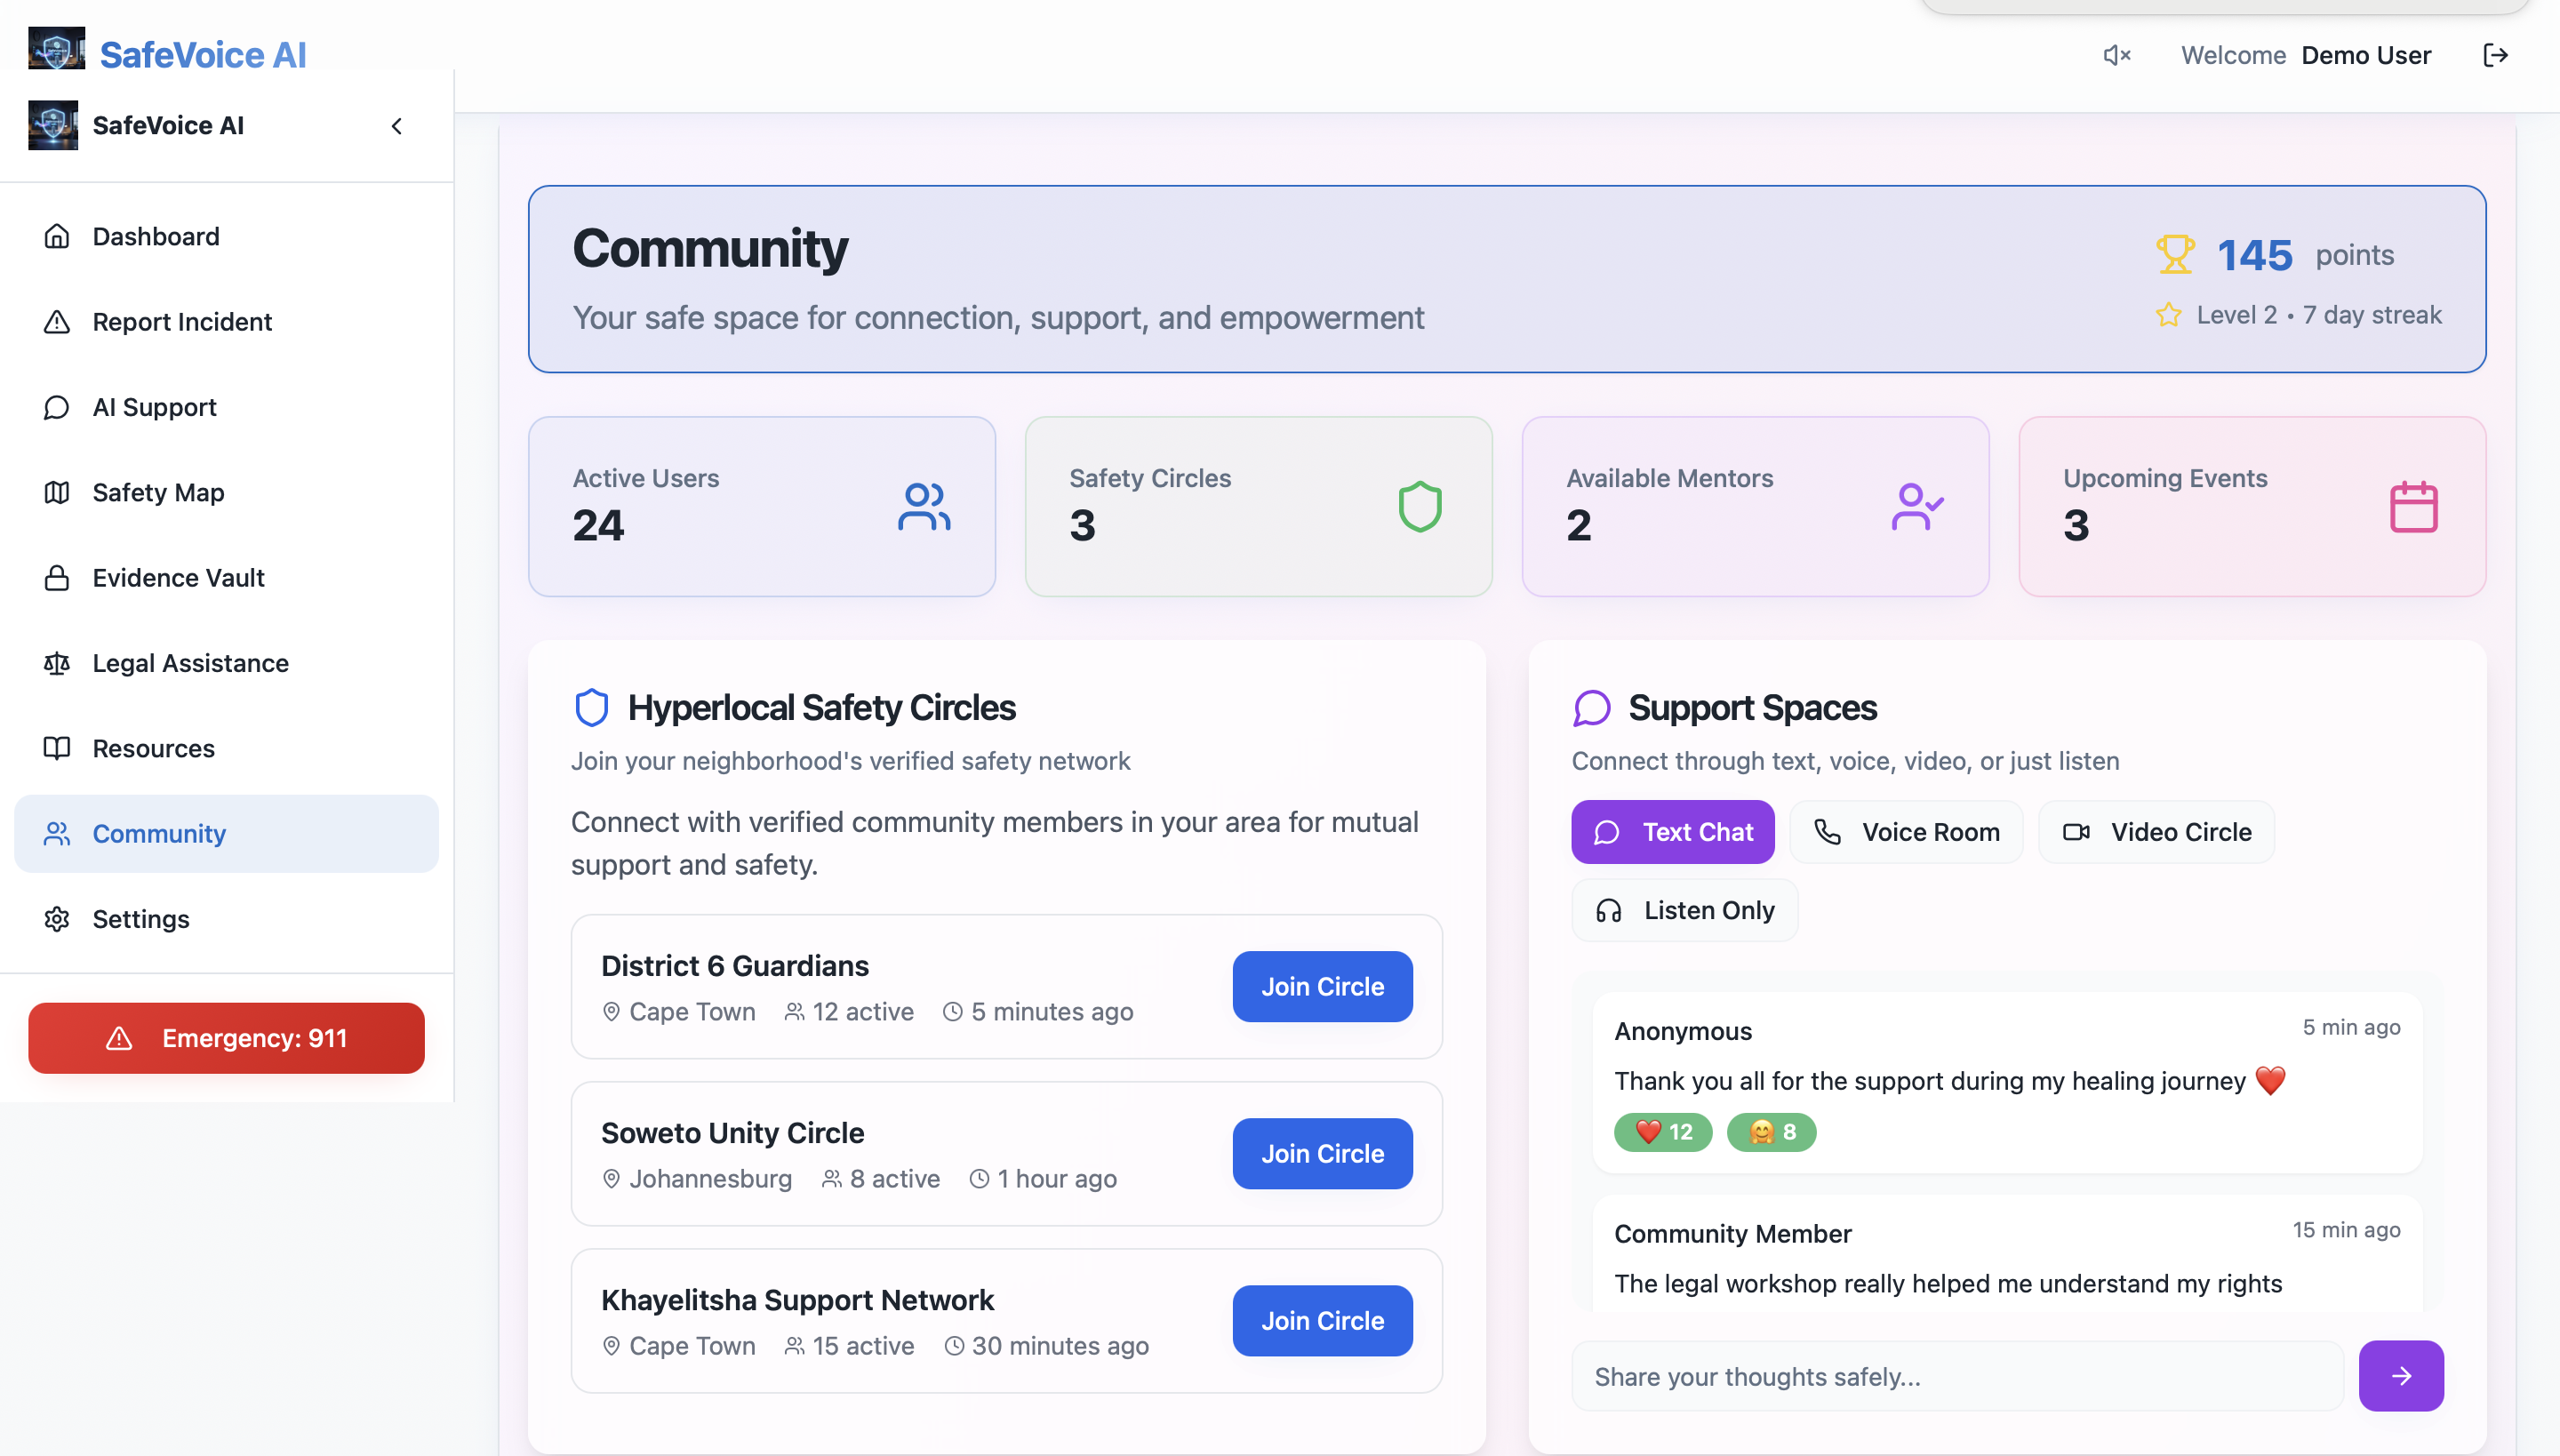 SafeVoice AI
Welcome Demo User
SafeVoice AI
Dashboard
Report Incident
AI Support
Safety Map
Evidence Vault
Legal Assistance
Resources
Community
Settings
Emergency: 911
Community
Your safe space for connection, support, and empowerment
145 points
Level 2 • 7 day streak
Active Users
24
Safety Circles
3
Available Mentors
2
Upcoming Events
3
Hyperlocal Safety Circles
Join your neighborhood's verified safety network
Connect with verified community members in your area for mutual
support and safety.
District 6 Guardians
Cape Town 12 active 5 minutes ago
Join Circle
Soweto Unity Circle
Johannesburg 8 active 1 hour ago
Join Circle
Khayelitsha Support Network
Cape Town 15 active 30 minutes ago
Join Circle
Support Spaces
Connect through text, voice, video, or just listen
Text Chat
Voice Room
Video Circle
Listen Only
Anonymous 5 min ago
Thank you all for the support during my healing journey ❤️
❤️ 12 🤗 8
Community Member 15 min ago
The legal workshop really helped me understand my rights
Share your thoughts safely...